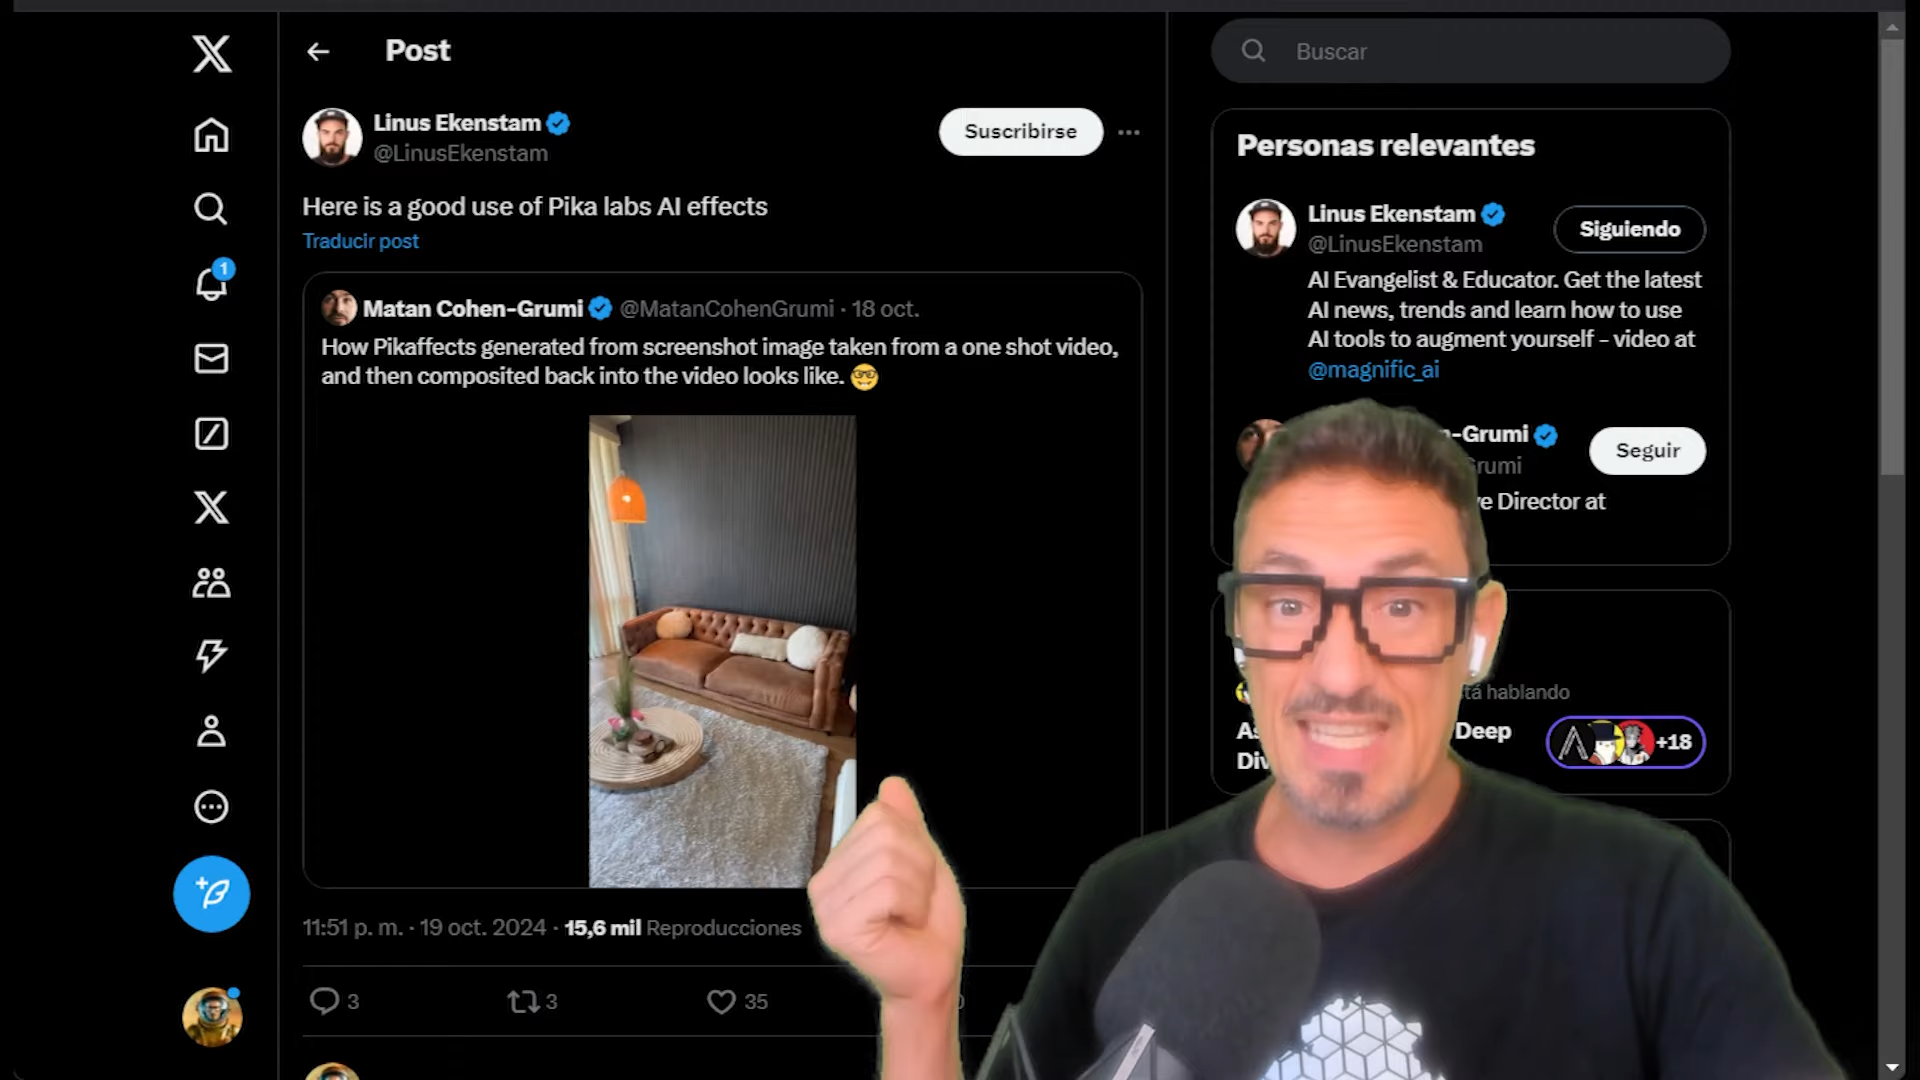 Post
Buscar
Linus Ekenstam
@LinusEkenstam
Suscribirse
Here is a good use of Pika labs AI effects
Traducir post
Matan Cohen-Grumi @MatanCohenGrumi · 18 oct.
How Pikaffects generated from screenshot image taken from a one shot video,
and then composited back into the video looks like. 🤓
11:51 p. m. · 19 oct. 2024 · 15,6 mil Reproducciones
3
3
35
1
Personas relevantes
Linus Ekenstam
@LinusEkenstam
Siguiendo
AI Evangelist & Educator. Get the latest
AI news, trends and learn how to use
AI tools to augment yourself – video at
@magnific_ai
-Grumi
Seguir
Director at
hablando
Deep
+18